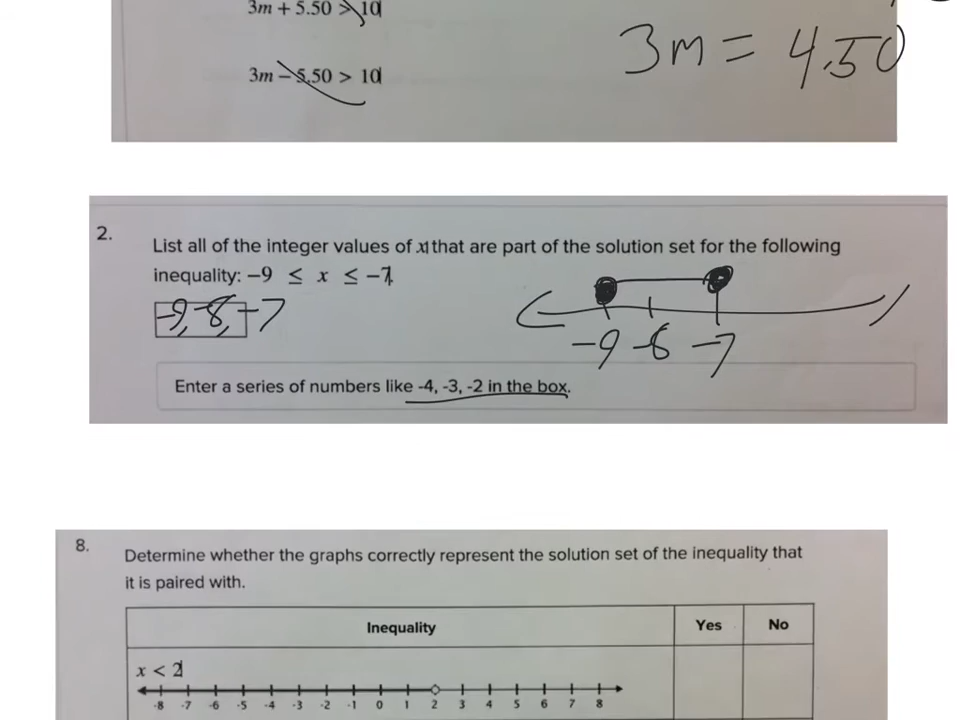 3m + 5.50 > 10
3m = 4.50
3m − 5.50 > 10
2.
List all of the integer values of x that are part of the solution set for the following
inequality: −9 ≤ x ≤ −7
-9, -8, -7
-9 -8 -7
Enter a series of numbers like -4, -3, -2 in the box.
8.
Determine whether the graphs correctly represent the solution set of the inequality that
it is paired with.
Inequality Yes No
x < 2
-8 -7 -6 -5 -4 -3 -2 -1 0 1 2 3 4 5 6 7 8